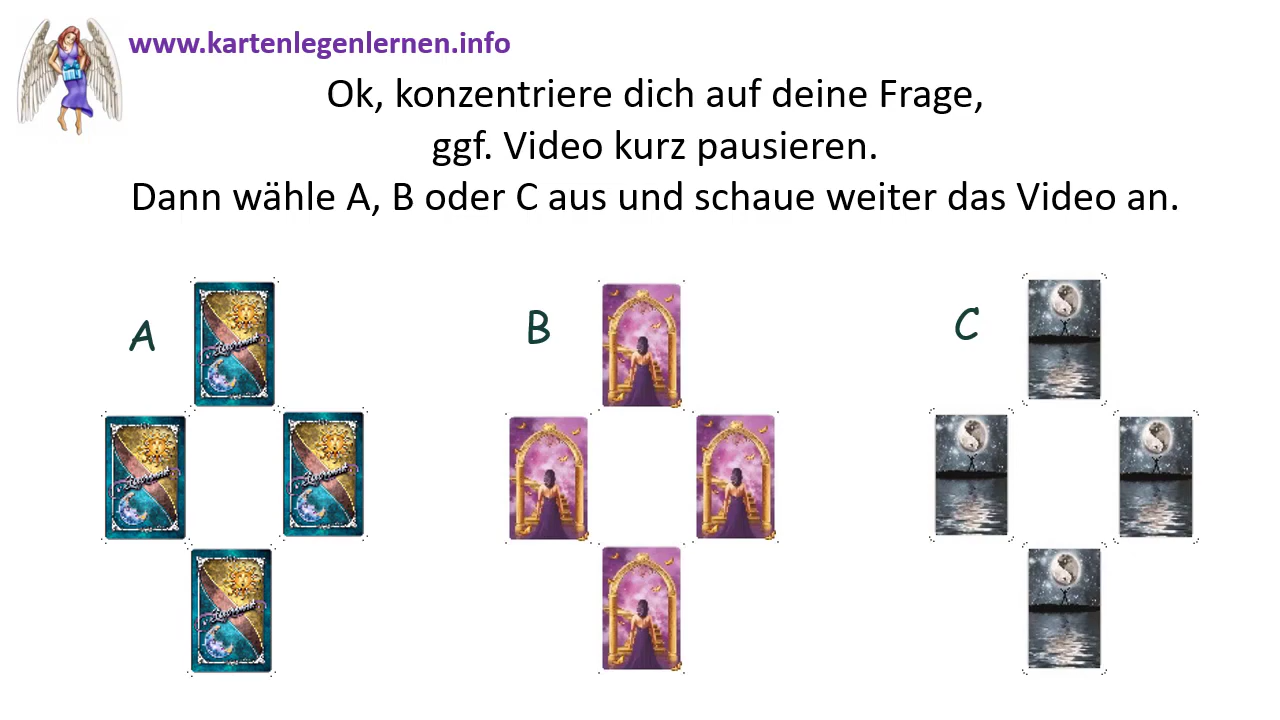 www.kartenlegenlernen.info
Ok, konzentriere dich auf deine Frage,
ggf. Video kurz pausieren.
Dann wähle A, B oder C aus und schaue weiter das Video an.
A
B
C